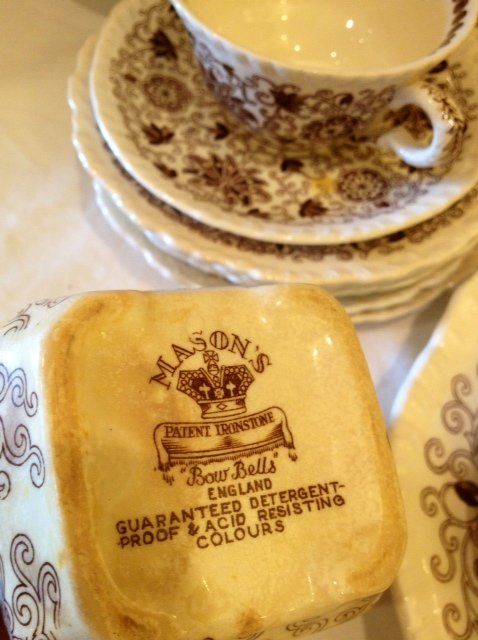 MASON'S
PATENT IRONSTONE
"Bow Bells"
ENGLAND
GUARANTEED DETERGENT-
-PROOF & ACID RESISTING
COLOURS